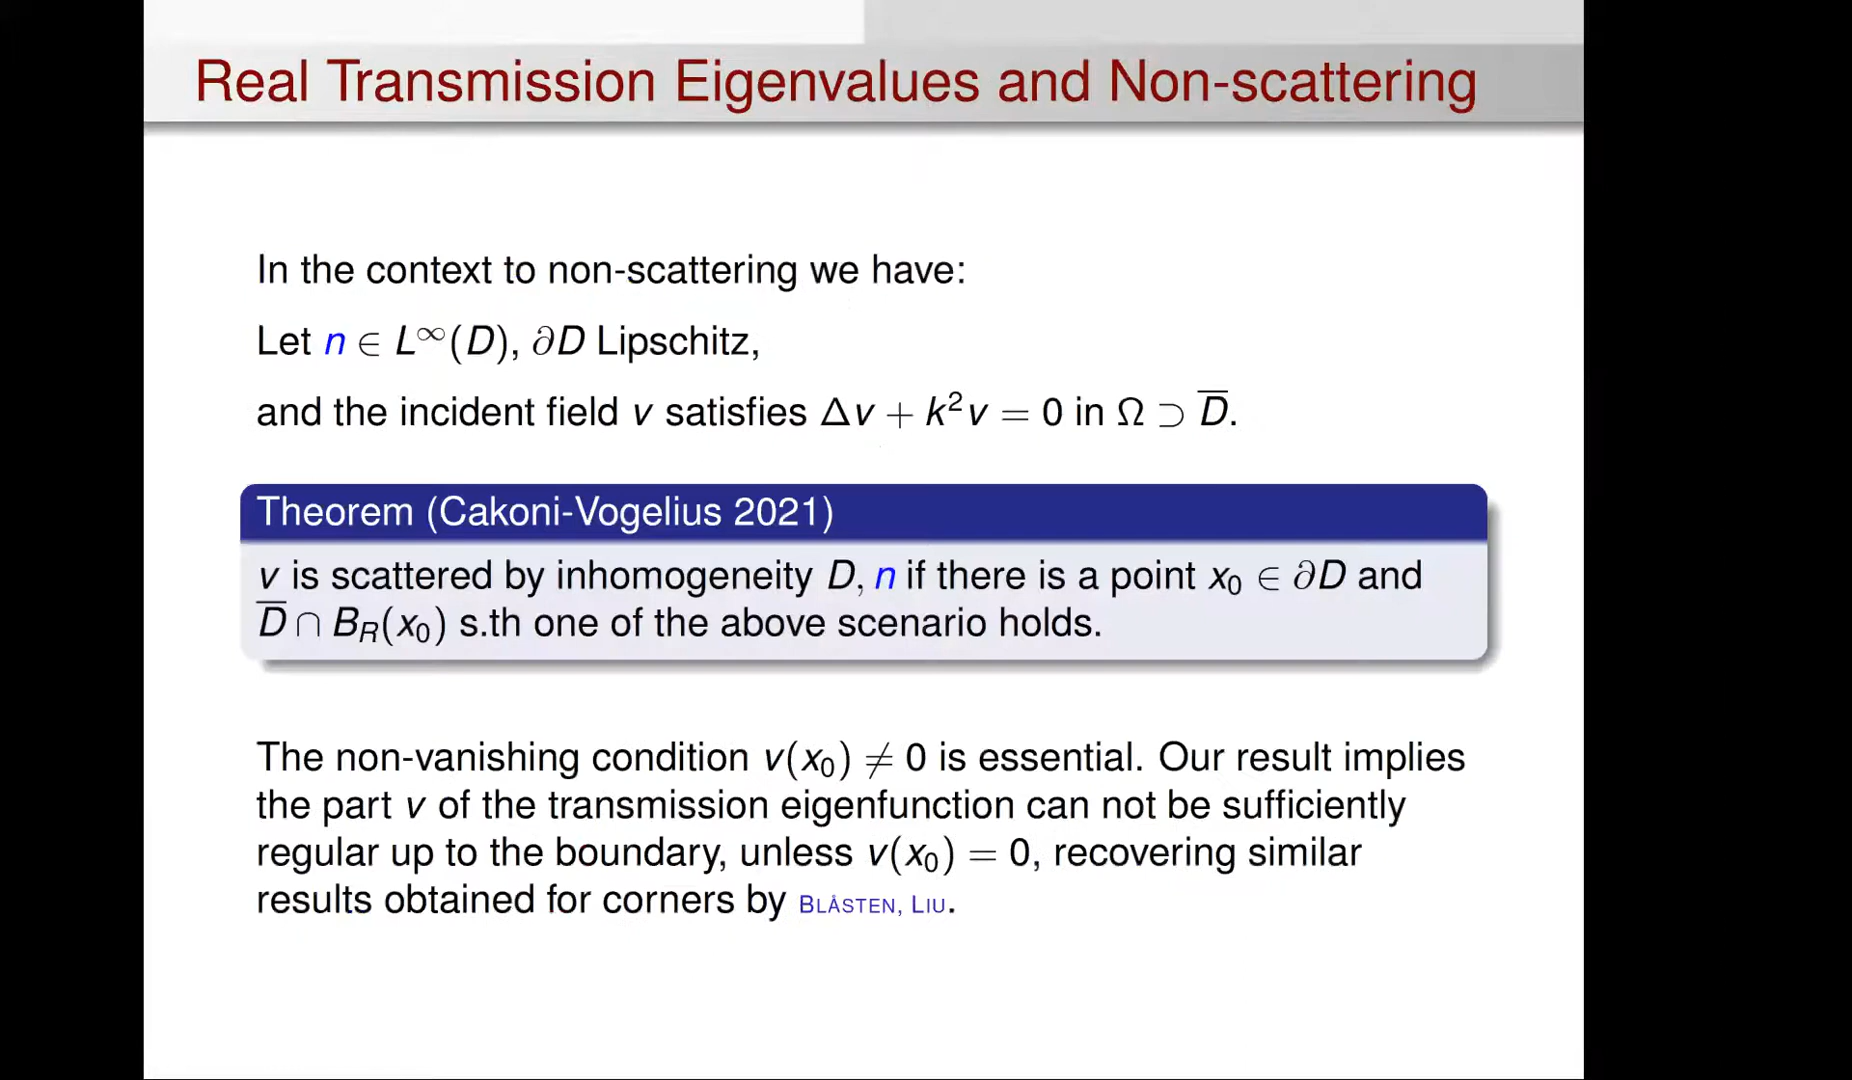 Real Transmission Eigenvalues and Non-scattering
In the context to non-scattering we have:
Let n ∈ L^∞(D), ∂D Lipschitz,
and the incident field v satisfies Δv + k²v = 0 in Ω ⊃ D̅.
Theorem (Cakoni-Vogelius 2021)
v is scattered by inhomogeneity D, n if there is a point x₀ ∈ ∂D and
D̅ ∩ B_R(x₀) s.th one of the above scenario holds.
The non-vanishing condition v(x₀) ≠ 0 is essential. Our result implies
the part v of the transmission eigenfunction can not be sufficiently
regular up to the boundary, unless v(x₀) = 0, recovering similar
results obtained for corners by BLÅSTEN, LIU.